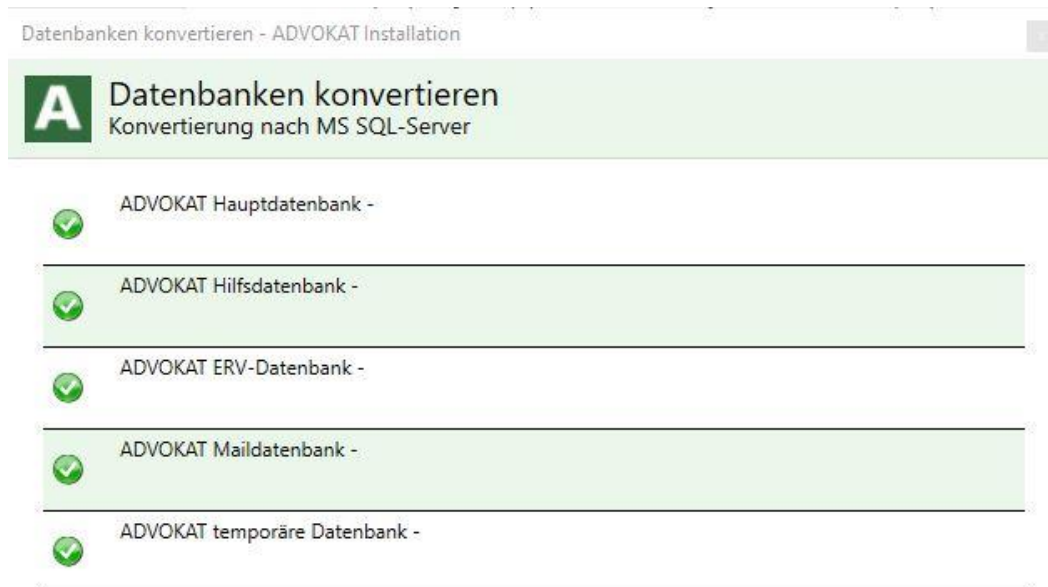 Datenbanken konvertieren - ADVOKAT Installation
A
Datenbanken konvertieren
Konvertierung nach MS SQL-Server
ADVOKAT Hauptdatenbank -
ADVOKAT Hilfsdatenbank -
ADVOKAT ERV-Datenbank -
ADVOKAT Maildatenbank -
ADVOKAT temporäre Datenbank -